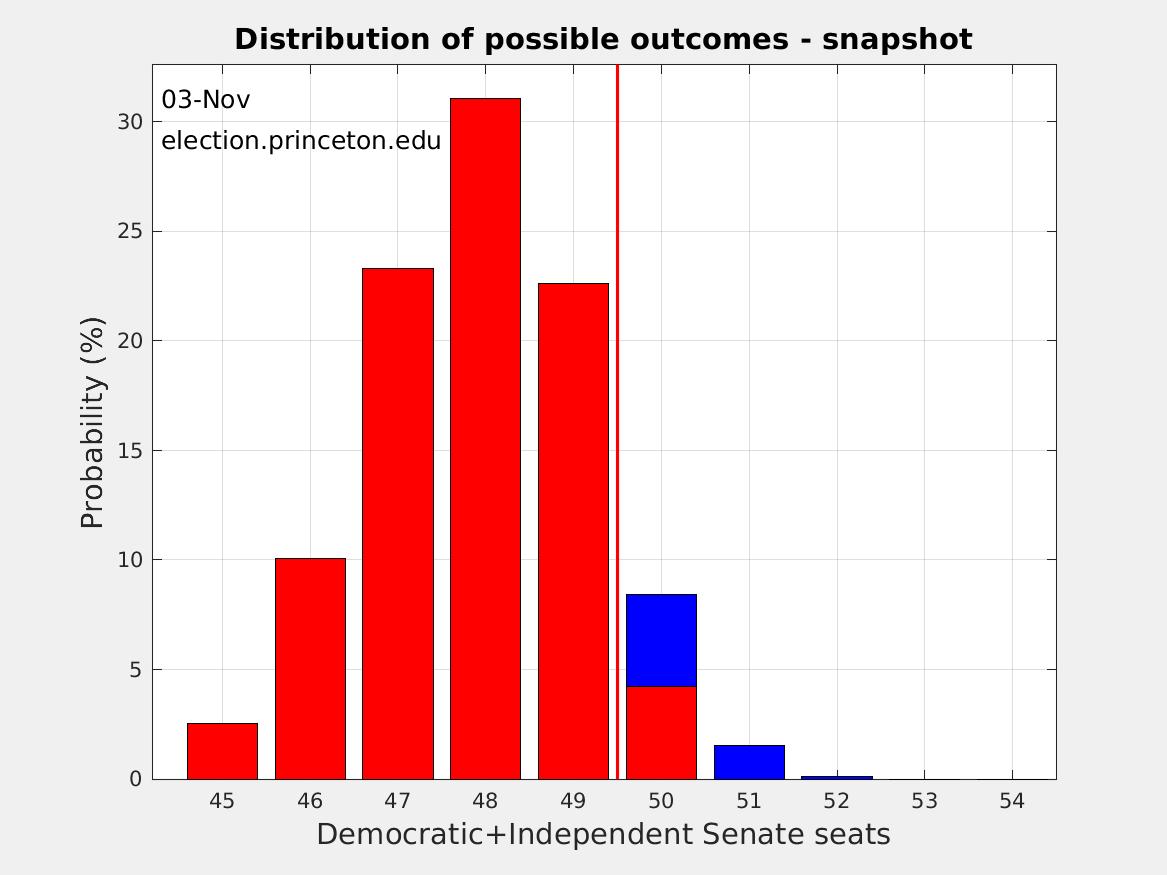 Distribution of possible outcomes - snapshot
03-Nov
election.princeton.edu
30
25
20
15
10
5
0
Probability (%)
45 46 47 48 49 50 51 52 53 54
Democratic+Independent Senate seats